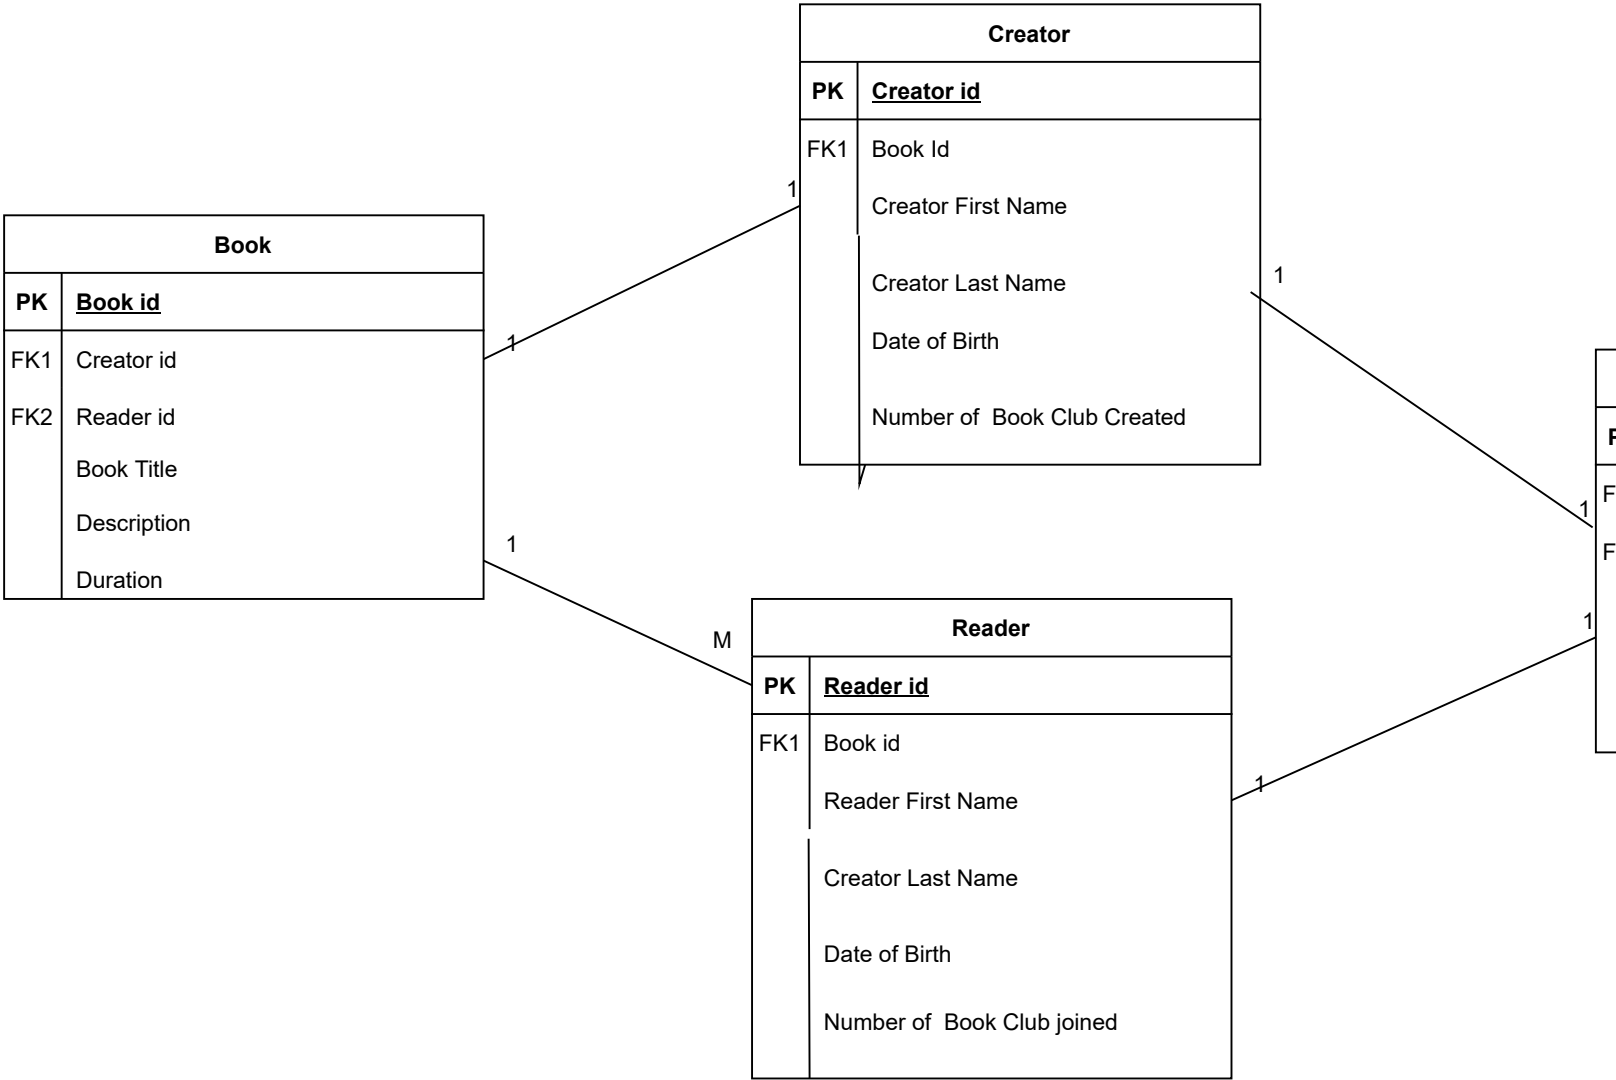 Creator
PK Creator id
FK1 Book Id
Creator First Name
Creator Last Name
Date of Birth
Number of  Book Club Created
1
1
1
1
Book
PK Book id
FK1 Creator id
FK2 Reader id
Book Title
Description
Duration
1
M
Reader
PK Reader id
FK1 Book id
Reader First Name
Creator Last Name
Date of Birth
Number of  Book Club joined
1
1
F
F